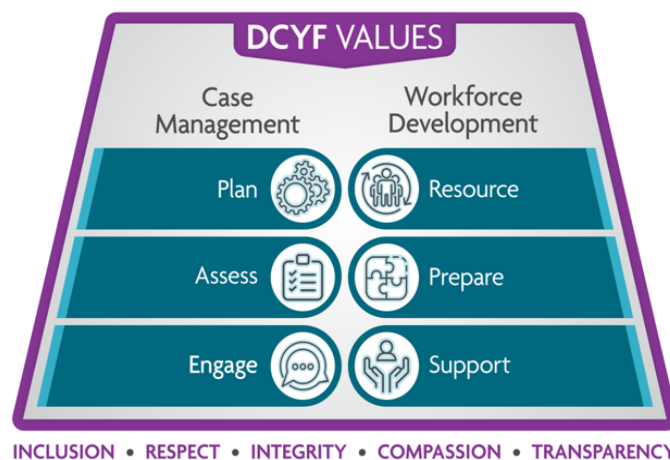 DCYF VALUES
Case
Management
Workforce
Development
Plan
Resource
Assess
Prepare
Engage
Support
INCLUSION • RESPECT • INTEGRITY • COMPASSION • TRANSPARENCY